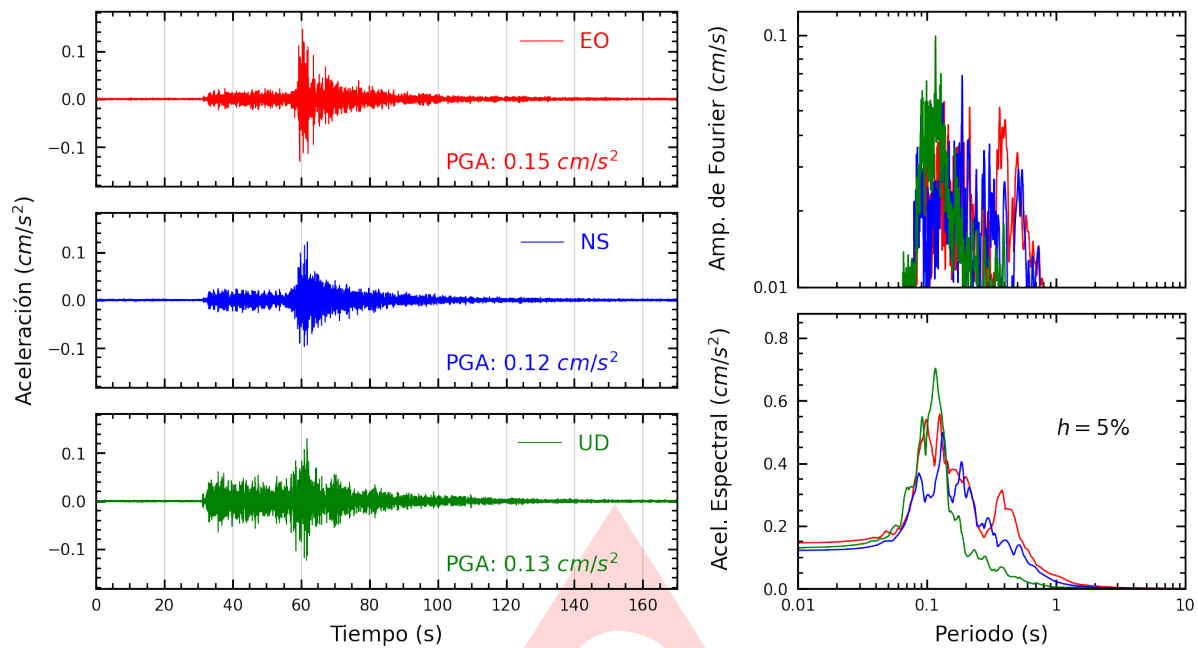 Aceleración (cm/s²)
0.1
0.0
−0.1
EO
PGA: 0.15 cm/s²
0.1
0.0
−0.1
NS
PGA: 0.12 cm/s²
0.1
0.0
−0.1
UD
PGA: 0.13 cm/s²
0 20 40 60 80 100 120 140 160
Tiempo (s)
Amp. de Fourier (cm/s)
0.1
0.01
Acel. Espectral (cm/s²)
0.8
0.6
0.4
0.2
0.0
h = 5%
0.01 0.1 1 10
Periodo (s)